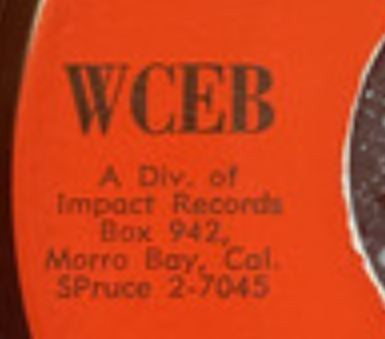 WCEB
A Div. of
Impact Records
Box 942,
Morro Bay, Cal.
SPruce 2-7045